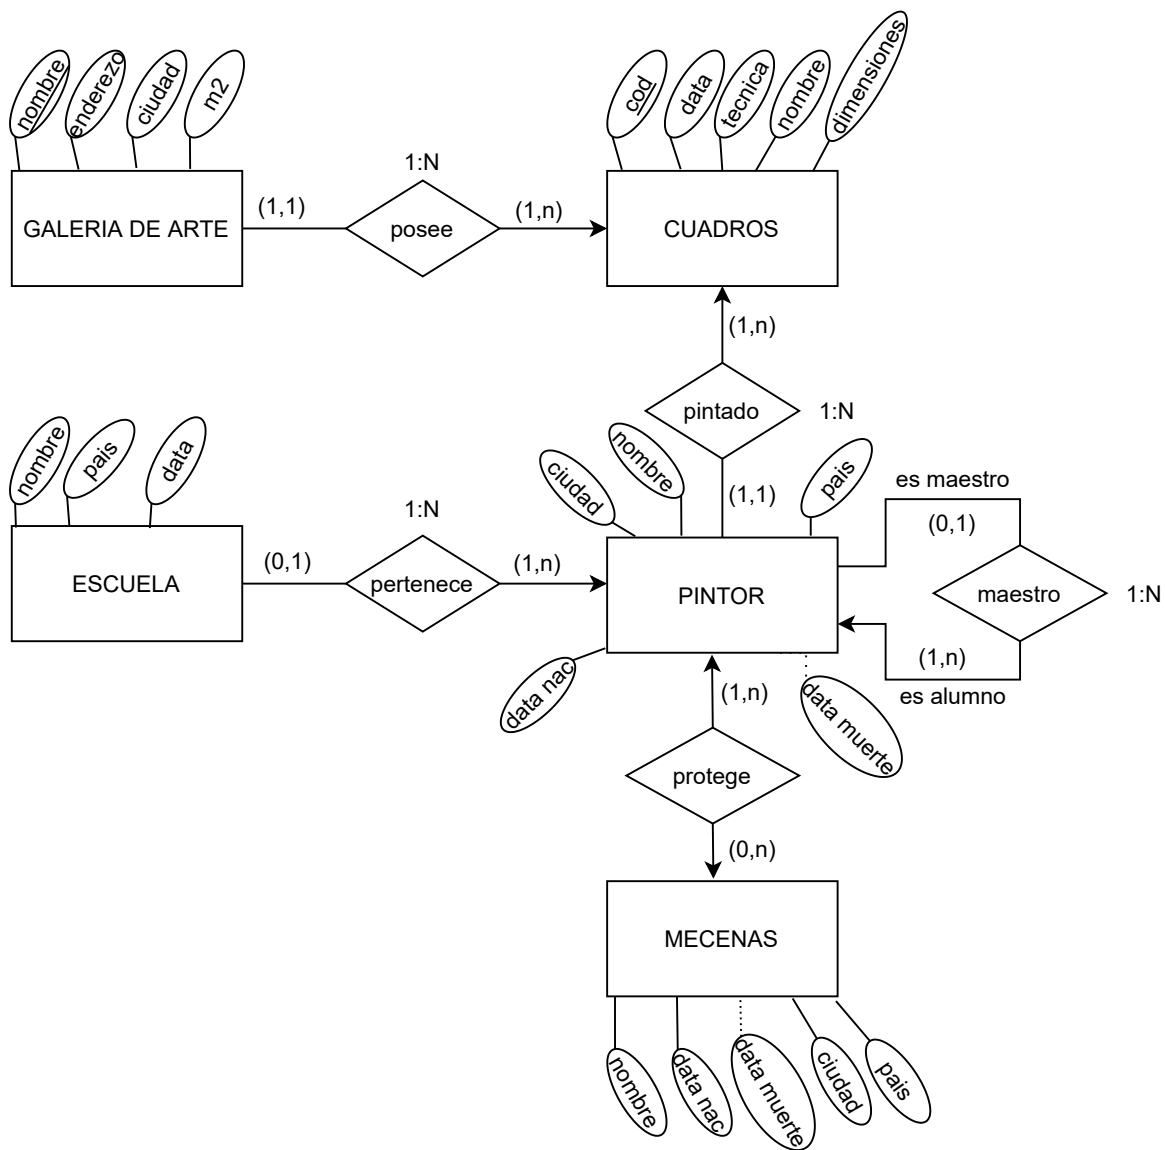 nombre
enderezo
ciudad
m2
cod
data
tecnica
nombre
dimensiones
1:N
GALERIA DE ARTE
(1,1)
posee
(1,n)
CUADROS
(1,n)
pintado
1:N
nombre
pais
data
ciudad
nombre
(1,1)
pais
es maestro
(0,1)
1:N
ESCUELA
(0,1)
pertenece
(1,n)
PINTOR
maestro
1:N
(1,n)
es alumno
data nac
(1,n)
data muerte
protege
(0,n)
MECENAS
nombre
data nac
data muerte
ciudad
pais